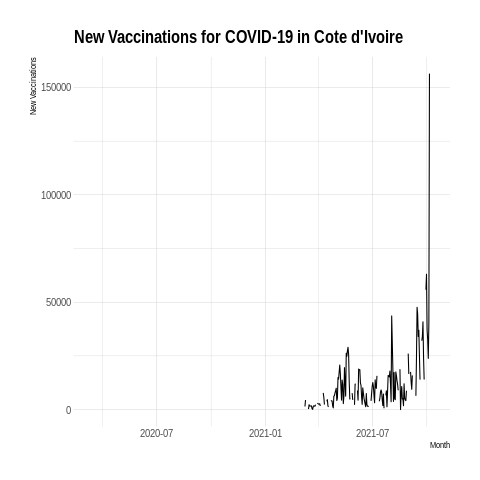 New Vaccinations for COVID-19 in Cote d'Ivoire
New Vaccinations
150000
100000
50000
0
2020-07 2021-01 2021-07
Month